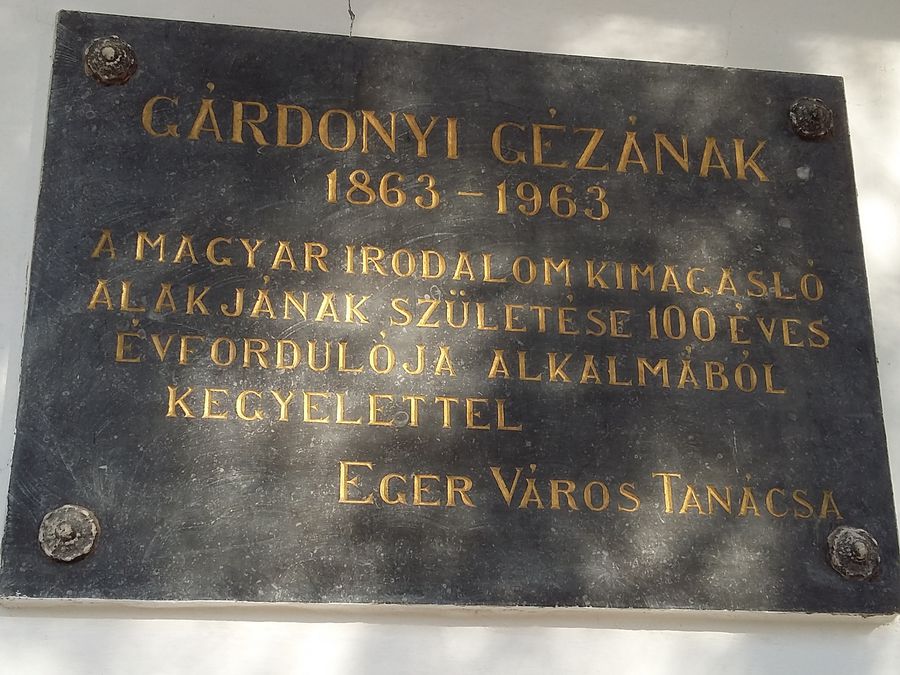 GÁRDONYI GÉZÁNAK
1863 – 1963
A MAGYAR IRODALOM KIMAGASLÓ
ALAKJÁNAK SZÜLETÉSE 100 ÉVES
ÉVFORDULÓJA ALKALMÁBÓL
KEGYELETTEL
EGER VÁROS TANÁCSA